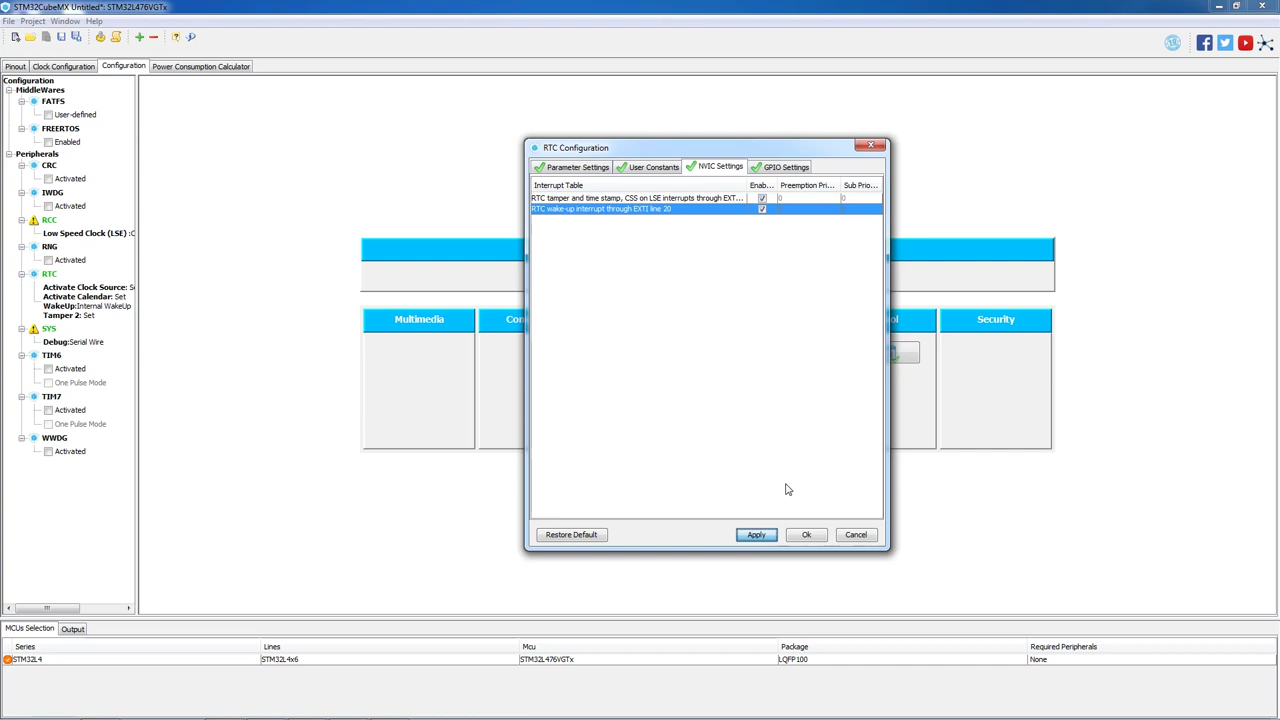 STM32CubeMX Untitled*: STM32L476VGTx
File Project Window Help
Pinout Clock Configuration Configuration Power Consumption Calculator
Configuration
MiddleWares
FATFS
User-defined
FREERTOS
Enabled
Peripherals
CRC
Activated
IWDG
Activated
RCC
Low Speed Clock (LSE) :C
RNG
Activated
RTC
Activate Clock Source: Se
Activate Calendar: Set
WakeUp:Internal WakeUp
Tamper 2: Set
SYS
Debug:Serial Wire
TIM6
Activated
One Pulse Mode
TIM7
Activated
One Pulse Mode
WWDG
Activated
Multimedia
Con
ol
Security
RTC Configuration
Parameter Settings User Constants NVIC Settings GPIO Settings
Interrupt Table Enab... Preemption Pri... Sub Prio...
RTC tamper and time stamp, CSS on LSE interrupts through EXT... 0 0
RTC wake-up interrupt through EXTI line 20
Restore Default Apply Ok Cancel
MCUs Selection Output
Series Lines Mcu Package Required Peripherals
STM32L4 STM32L4x6 STM32L476VGTx LQFP100 None